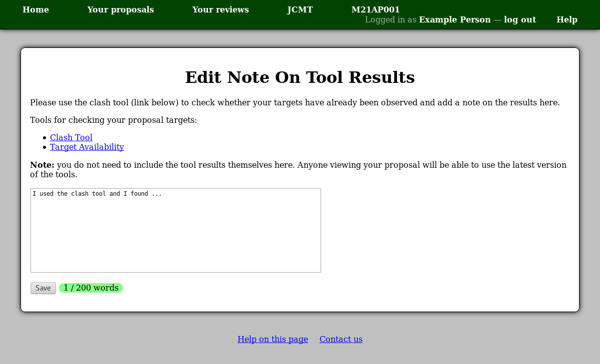 Home Your proposals Your reviews JCMT M21AP001
Logged in as Example Person — log out Help
Edit Note On Tool Results
Please use the clash tool (link below) to check whether your targets have already been observed and add a note on the results here.
Tools for checking your proposal targets:
Clash Tool
Target Availability
Note: you do not need to include the tool results themselves here. Anyone viewing your proposal will be able to use the latest version
of the tools.
I used the clash tool and I found ...
Save 1 / 200 words
Help on this page Contact us